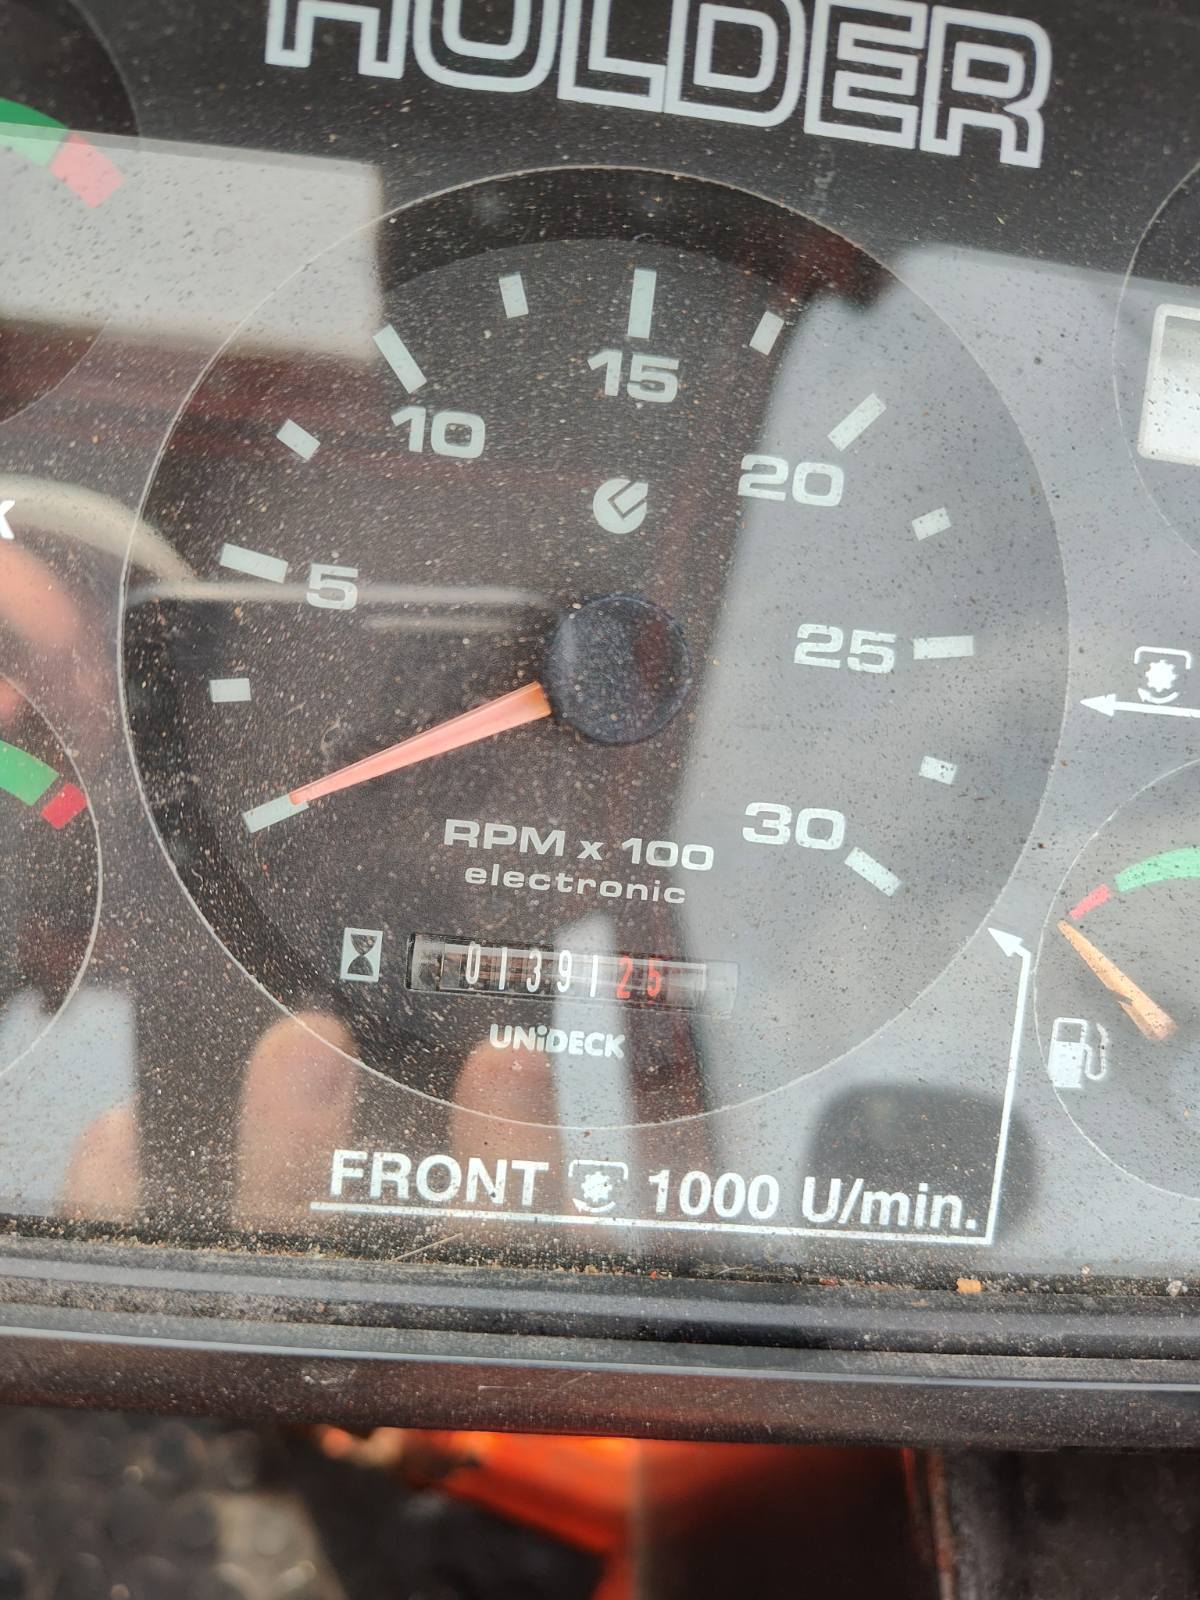 HOLDER
15
10
20
5
25
30
RPM x 100
electronic
0139125
UNiDECK
FRONT 1000 U/min.